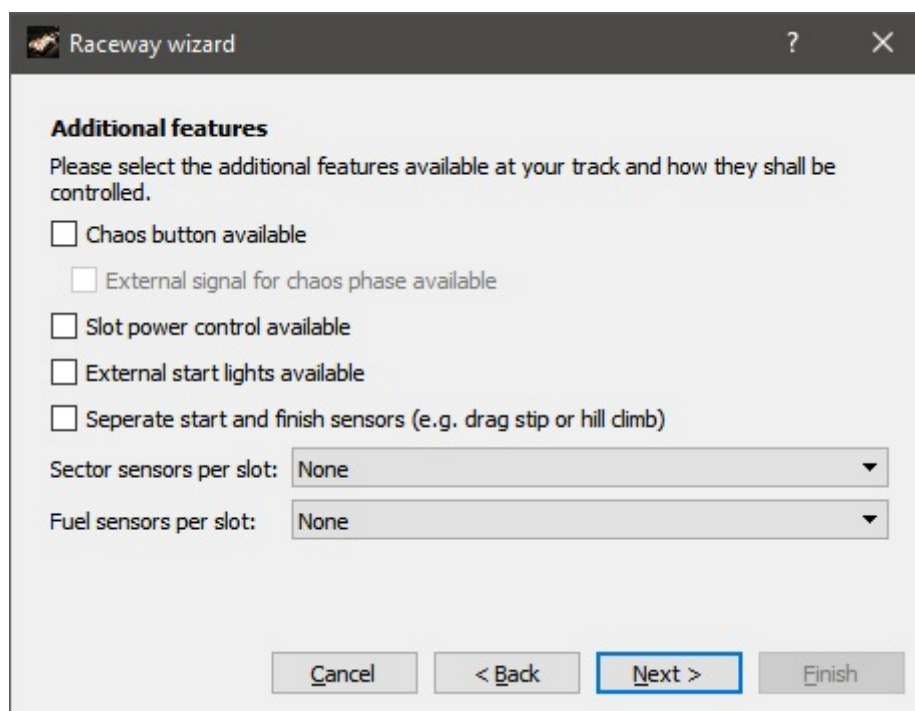 Raceway wizard
?
Additional features
Please select the additional features available at your track and how they shall be
controlled.
Chaos button available
External signal for chaos phase available
Slot power control available
External start lights available
Seperate start and finish sensors (e.g. drag stip or hill climb)
Sector sensors per slot: None
Fuel sensors per slot: None
Cancel < Back Next > Finish